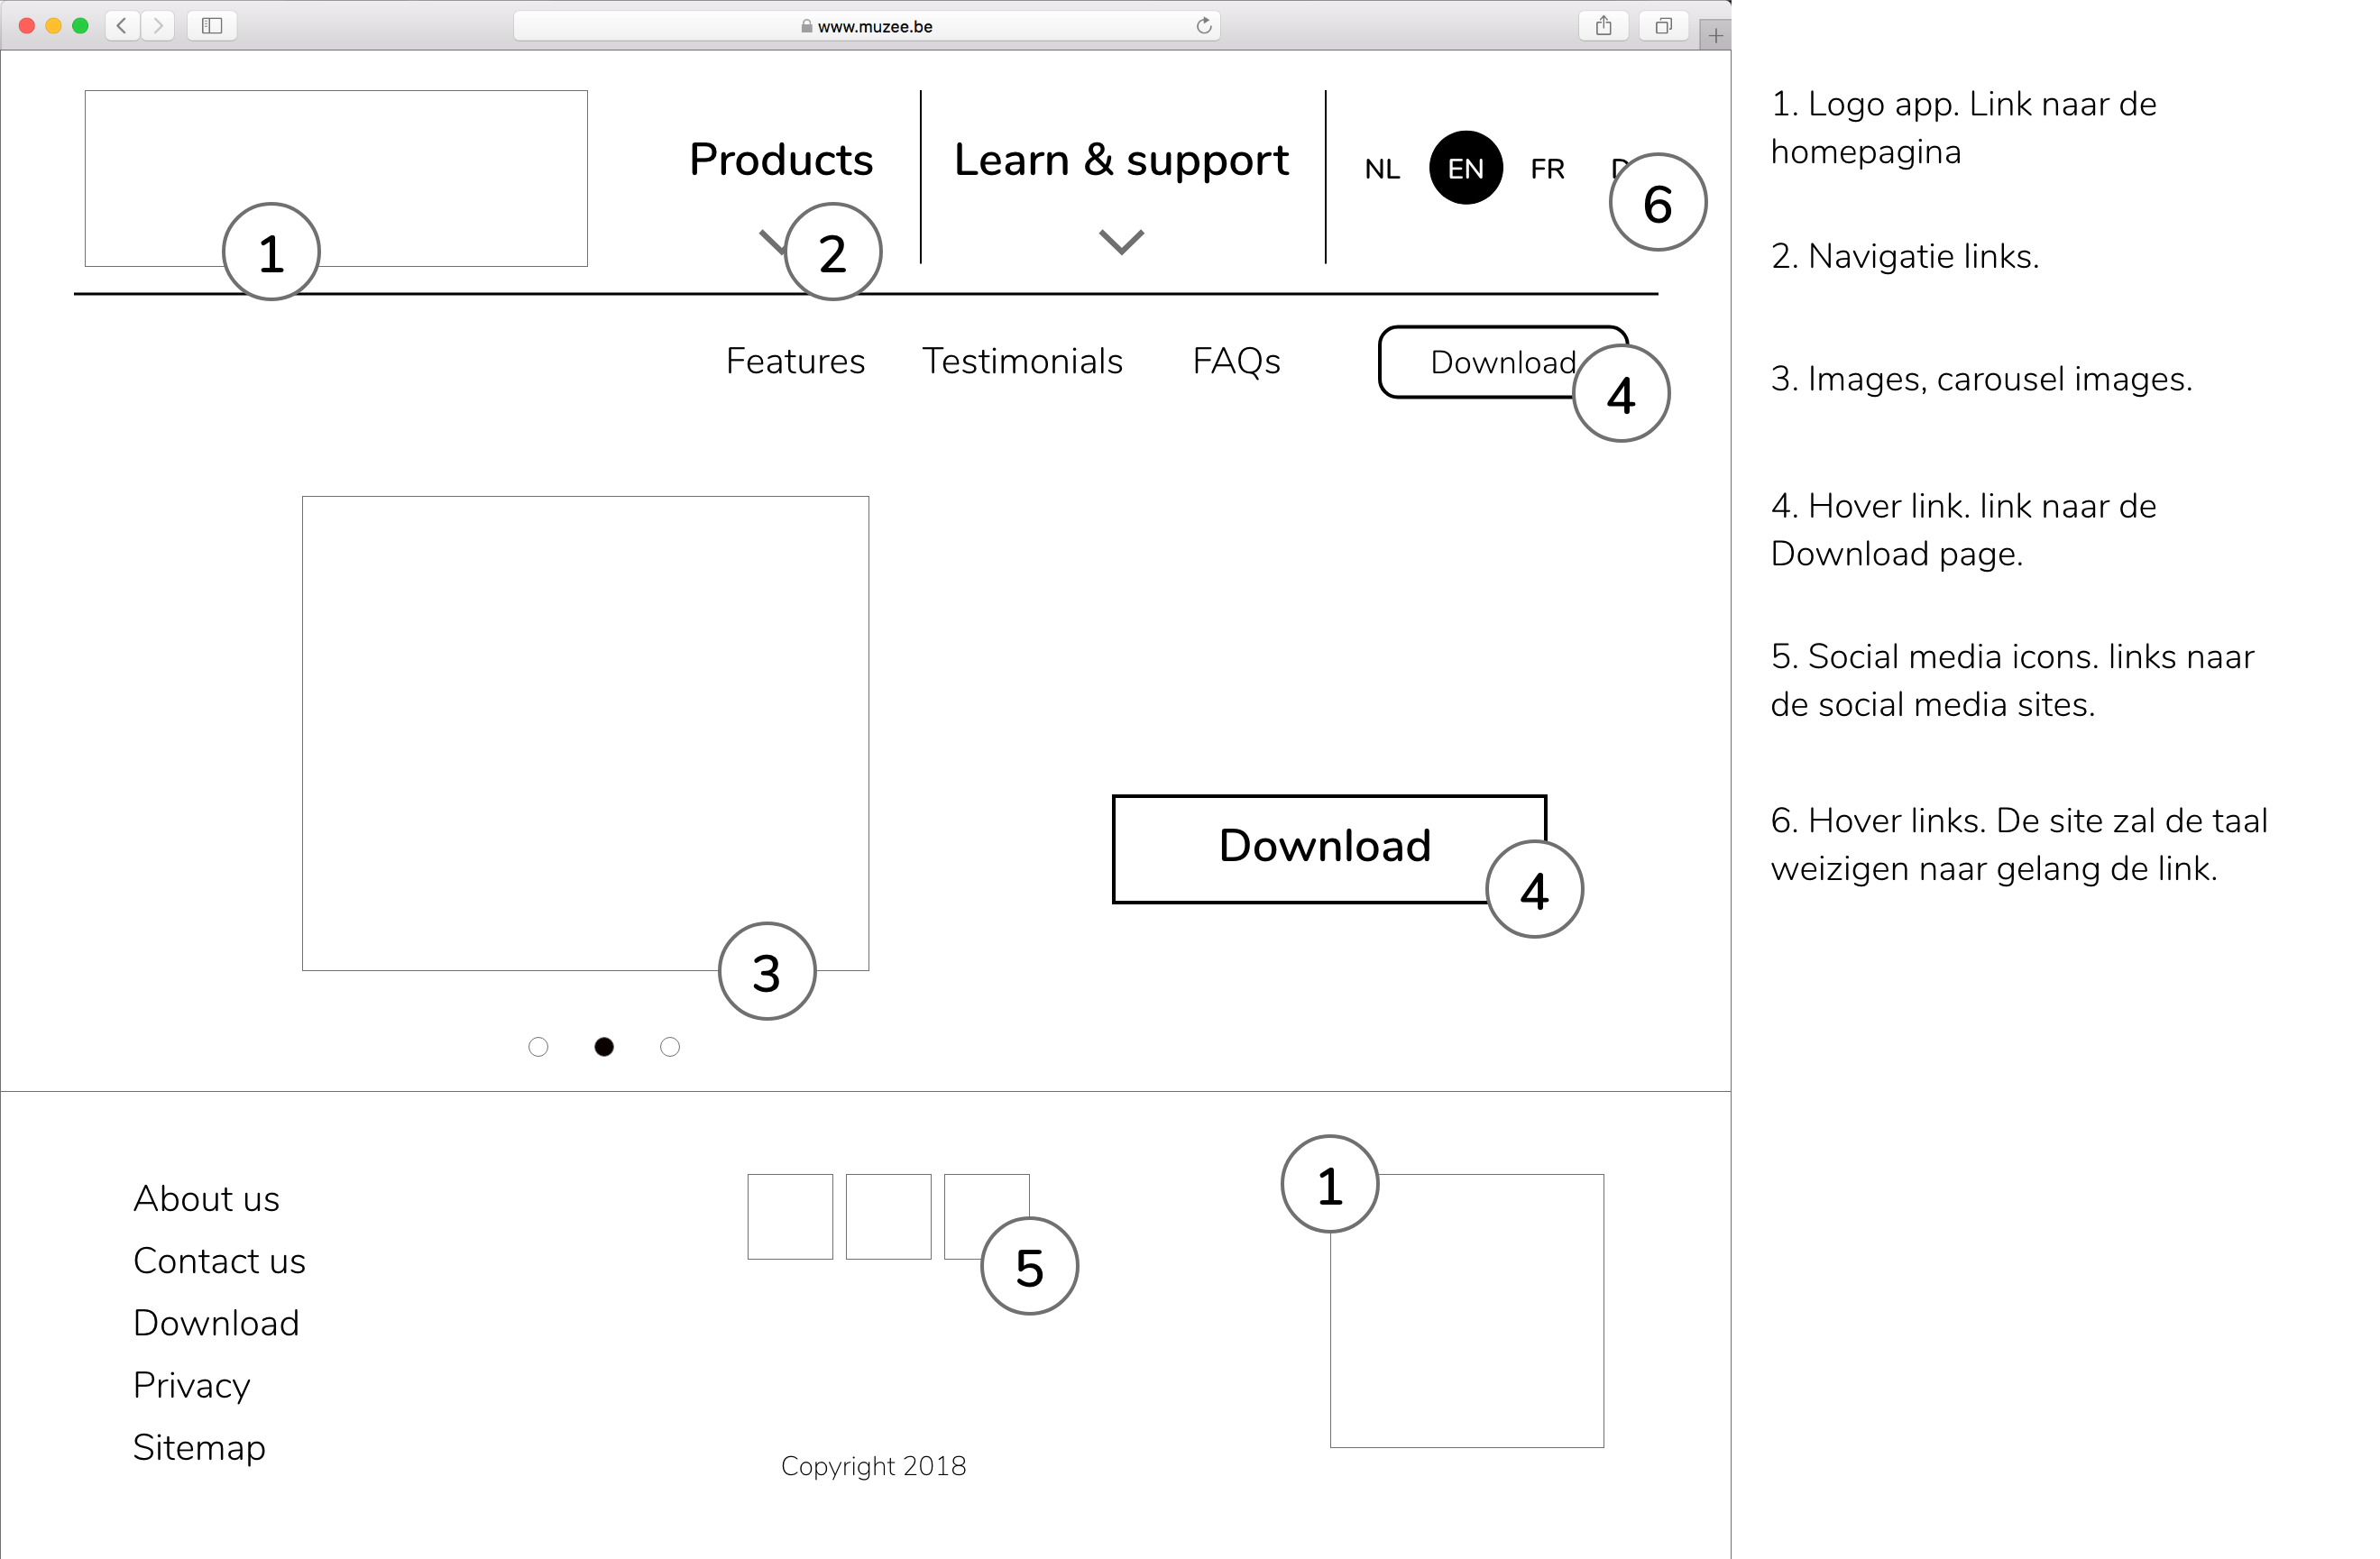 www.muzee.be
Products
Learn & support
NL EN FR
1
2
6
Features Testimonials FAQs Download
4
Download
4
3
1
About us
Contact us
Download
Privacy
Sitemap
5
Copyright 2018
1. Logo app. Link naar de
homepagina
2. Navigatie links.
3. Images, carousel images.
4. Hover link. link naar de
Download page.
5. Social media icons. links naar
de social media sites.
6. Hover links. De site zal de taal
weizigen naar gelang de link.